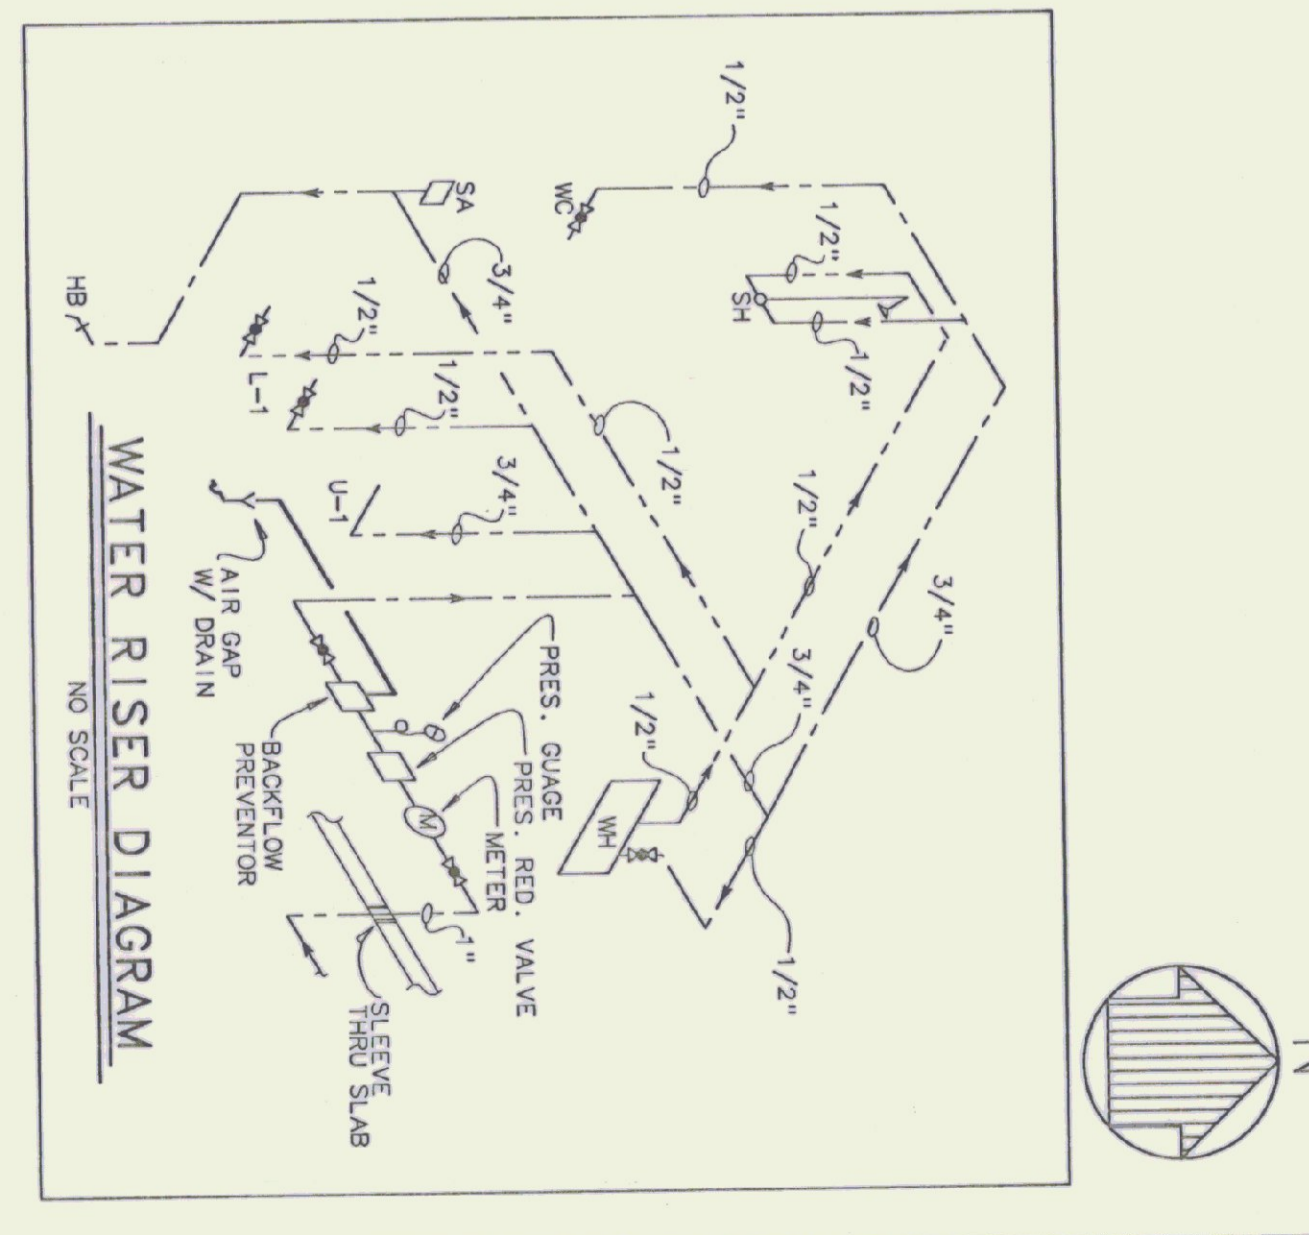 1/2"
WC
1/2"
SH
1/2"
SA
3/4"
1/2"
HB
L-1
1/2"
1/2"
3/4"
U-1
1/2"
3/4"
3/4"
1/2"
WH
1/2"
AIR GAP
W/ DRAIN
PRES. GUAGE
PRES. RED. VALVE
METER
M
BACKFLOW
PREVENTOR
1"
SLEEVE
THRU SLAB
WATER RISER DIAGRAM
NO SCALE
N